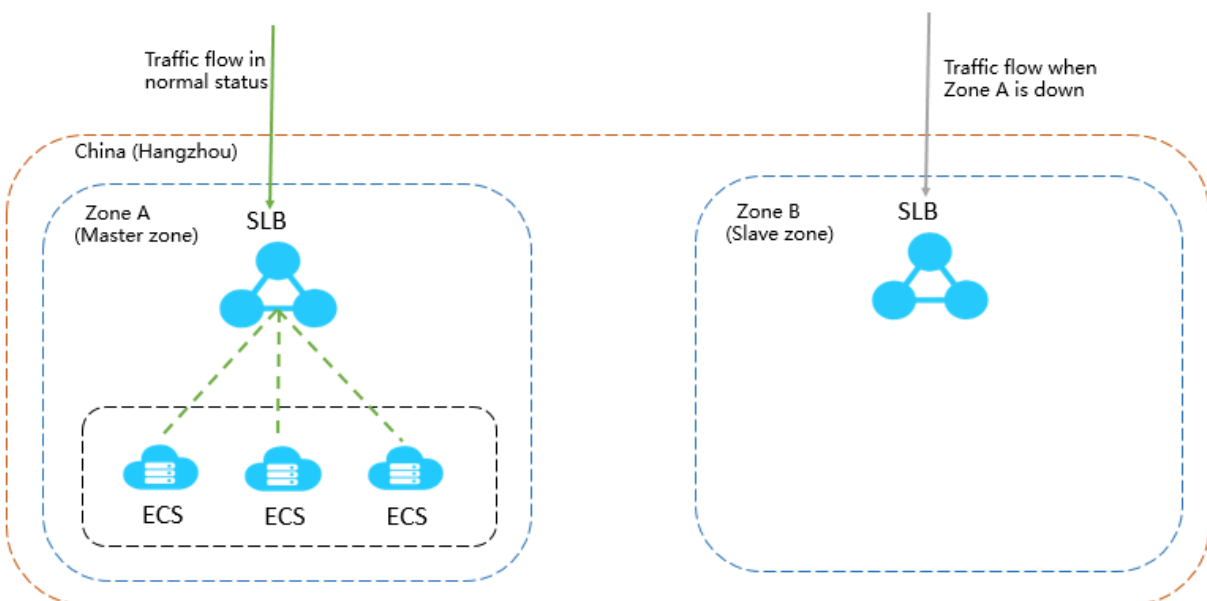 Traffic flow in
normal status
Traffic flow when
Zone A is down
China (Hangzhou)
Zone A
(Master zone)
SLB
Zone B
(Slave zone)
SLB
ECS
ECS
ECS